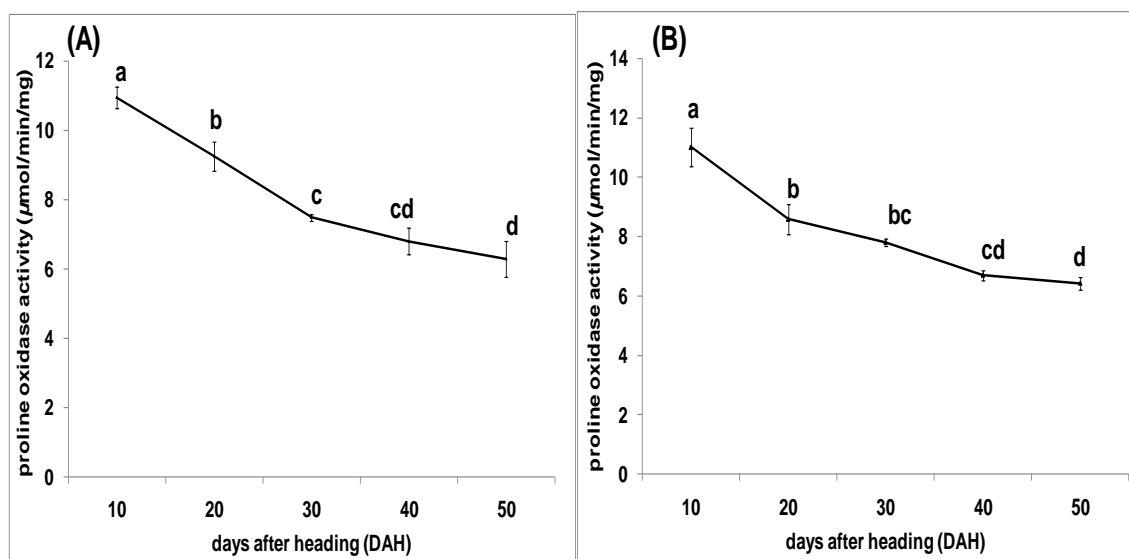 (A)
proline oxidase activity (µmol/min/mg)
12
10
8
6
4
2
0
a
b
c
cd
d
10 20 30 40 50
days after heading (DAH)
(B)
proline oxidase activity (µmol/min/mg)
14
12
10
8
6
4
2
0
a
b
bc
cd
d
10 20 30 40 50
days after heading (DAH)